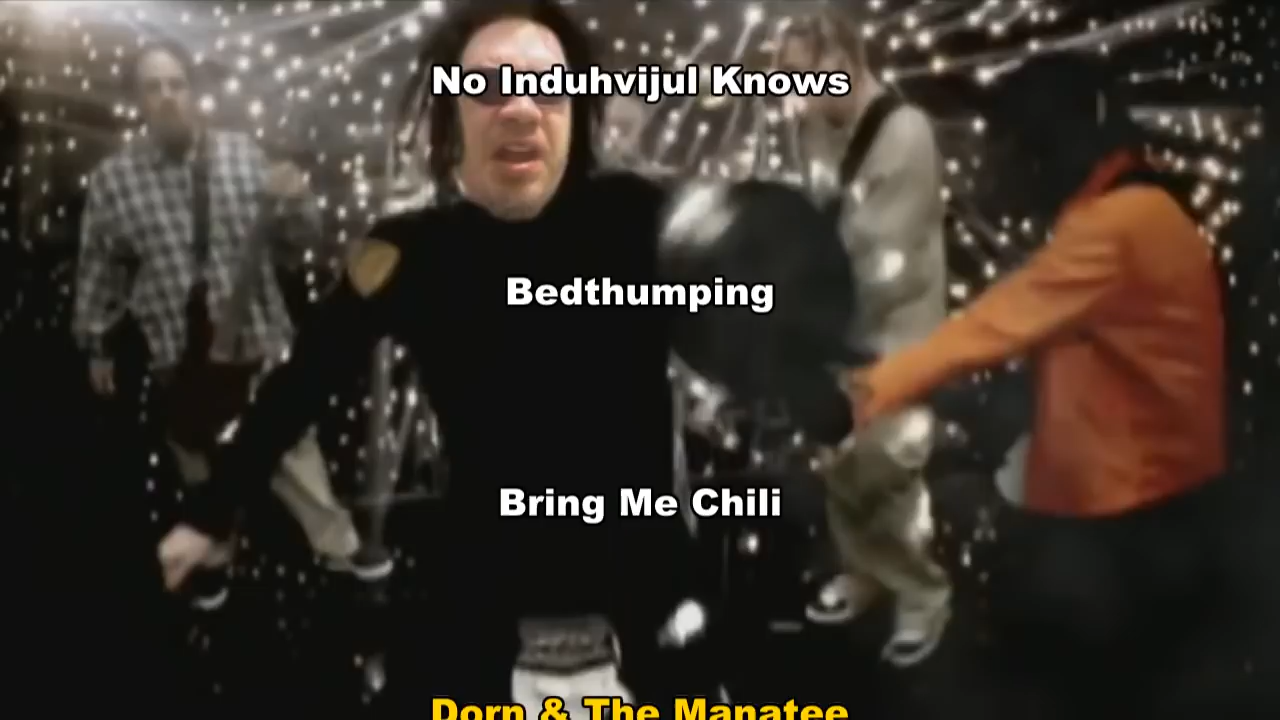 No Induhvijul Knows
Bedthumping
Bring Me Chili
Dorn & The Manatee